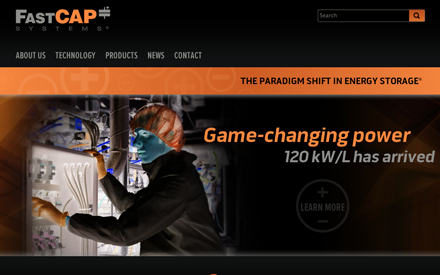 FASTCAP
SYSTEMS®
Search
ABOUT US TECHNOLOGY PRODUCTS NEWS CONTACT
THE PARADIGM SHIFT IN ENERGY STORAGE®
Game-changing power
120 kW/L has arrived
LEARN MORE